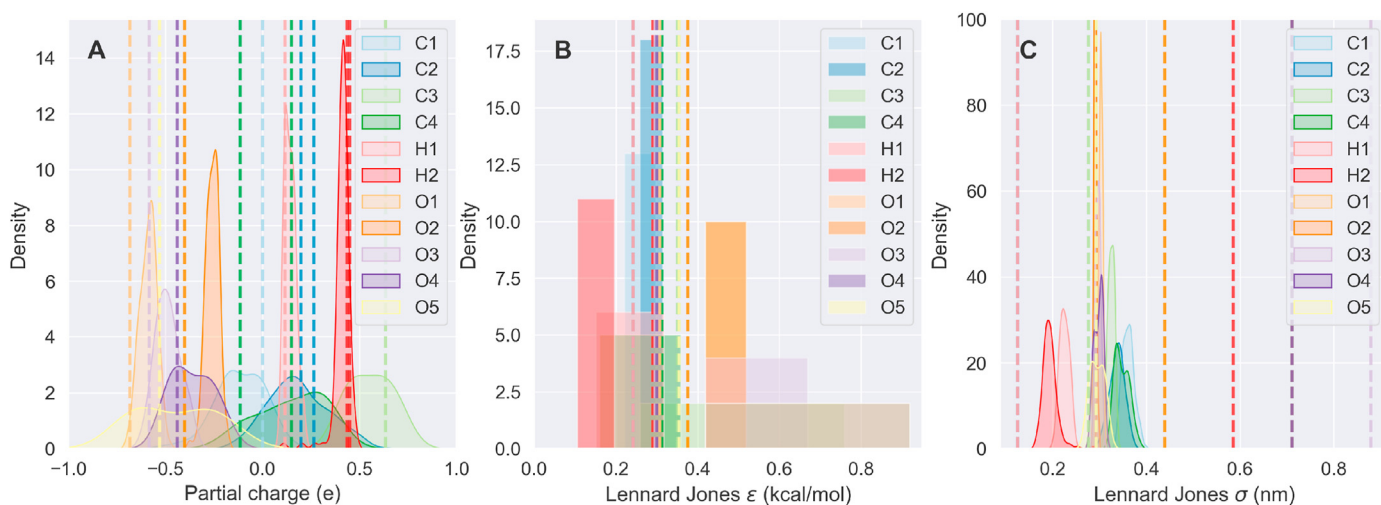 A
Density
14
12
10
8
6
4
2
0
−1.0
−0.5
0.0
0.5
1.0
Partial charge (e)
C1
C2
C3
C4
H1
H2
O1
O2
O3
O4
O5
B
Density
17.5
15.0
12.5
10.0
7.5
5.0
2.5
0.0
0.0
0.2
0.4
0.6
0.8
Lennard Jones ε (kcal/mol)
C1
C2
C3
C4
H1
H2
O1
O2
O3
O4
O5
C
Density
100
80
60
40
20
0
0.2
0.4
0.6
0.8
Lennard Jones σ (nm)
C1
C2
C3
C4
H1
H2
O1
O2
O3
O4
O5